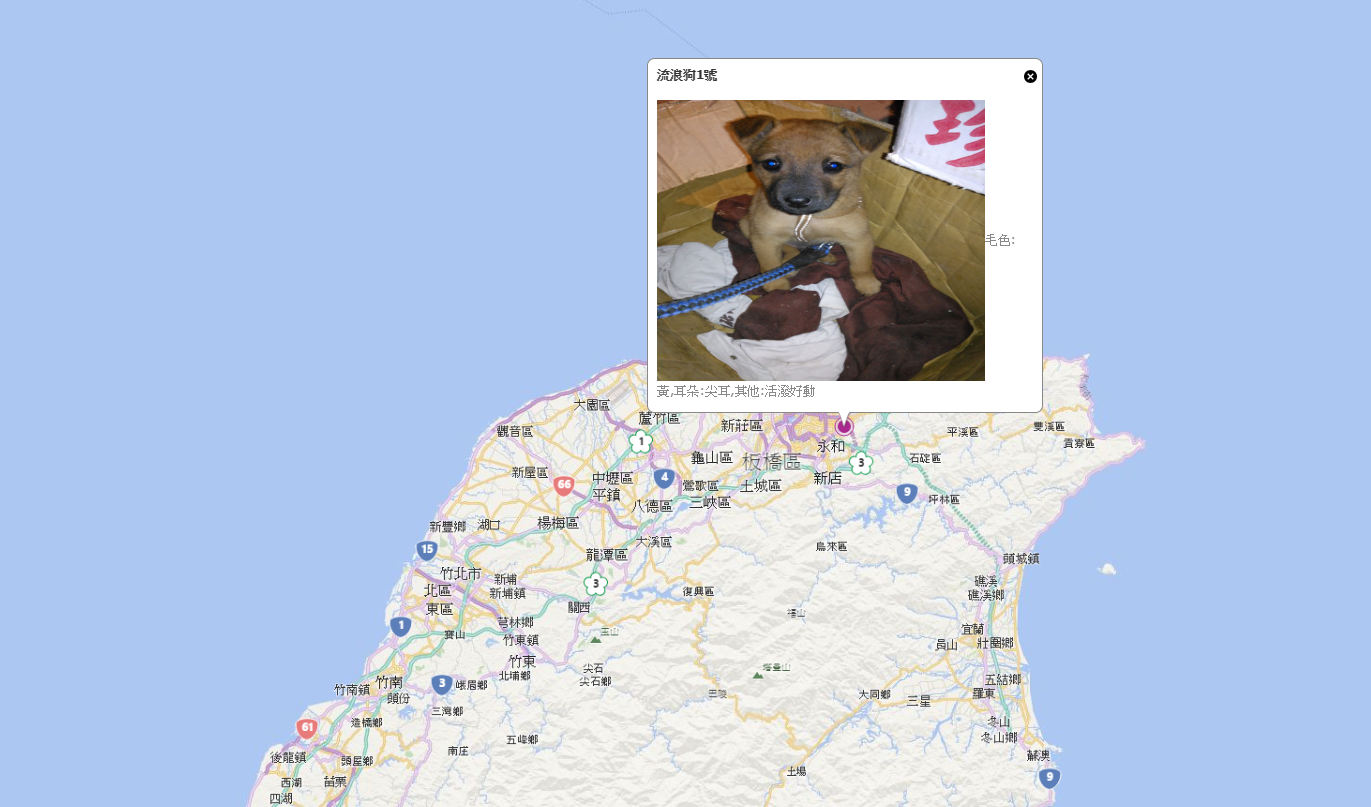 流浪狗1號
珍
毛色:
黃,耳朵:尖耳,其他:活潑好動
大園區
蘆竹區
觀音區
新莊區
永和
平溪區
雙溪區
貢寮區
1
龜山區
板橋區
3
石碇區
新屋區
66
中壢區
平鎮
4
鶯歌區
土城區
新店
9
坪林區
八德區
三峽區
新豐鄉
湖口
楊梅區
大溪區
烏來區
15
龍潭區
頭城鎮
竹北市
新埔
新埔鎮
3
復興區
礁溪
礁溪鄉
北區
東區
關西
福山
1
寶山
芎林鄉
竹東鎮
玉山
宜蘭
壯圍鄉
員山
竹東
北埔鄉
尖石
尖石鄉
塔曼山
竹南鎮
竹南
頭份
3
峨眉鄉
巴陵
大同鄉
三星
五結鄉
羅東
三灣鄉
61
造橋鄉
冬山
冬山鄉
後龍鎮
頭屋鄉
南庄
五峰鄉
蘇澳
西湖
苗栗
土場
9
四湖